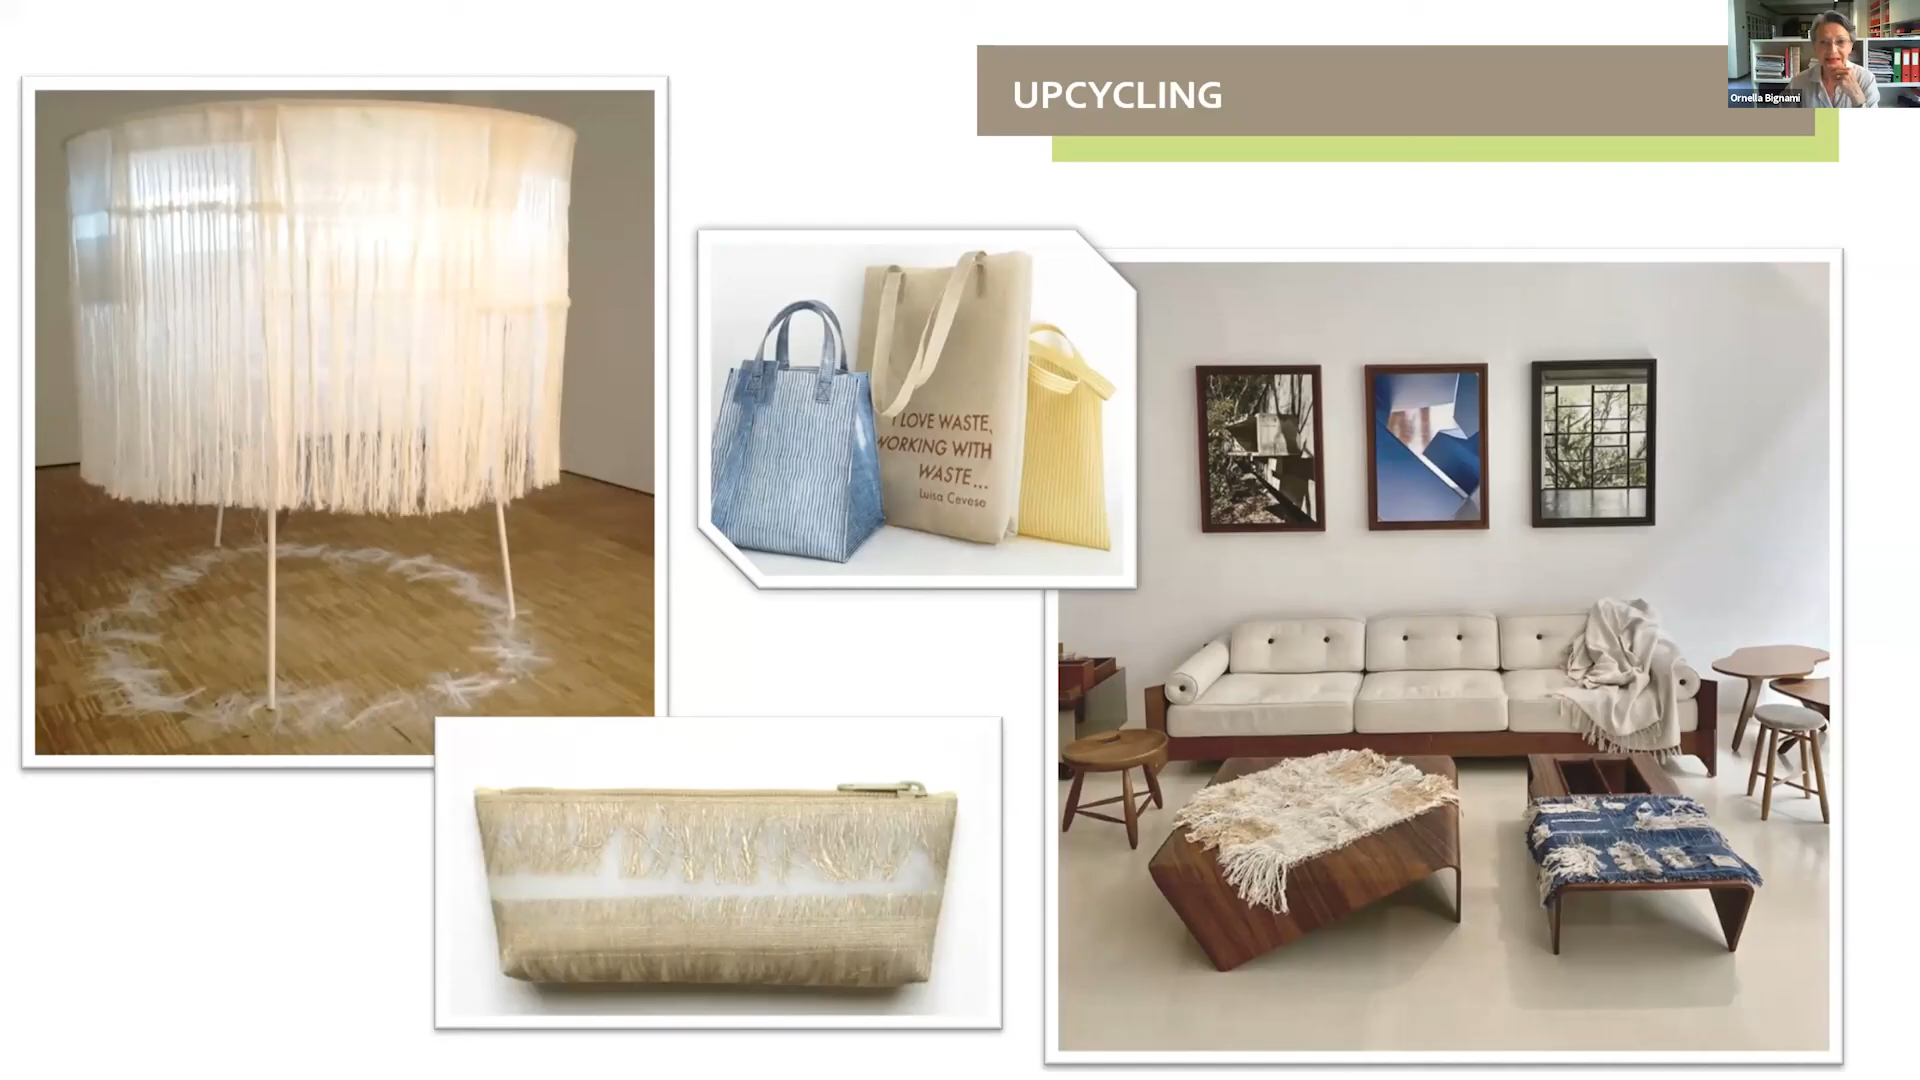 UPCYCLING
Ornella Bignami
I LOVE WASTE,
WORKING WITH
WASTE...
Luisa Cevese